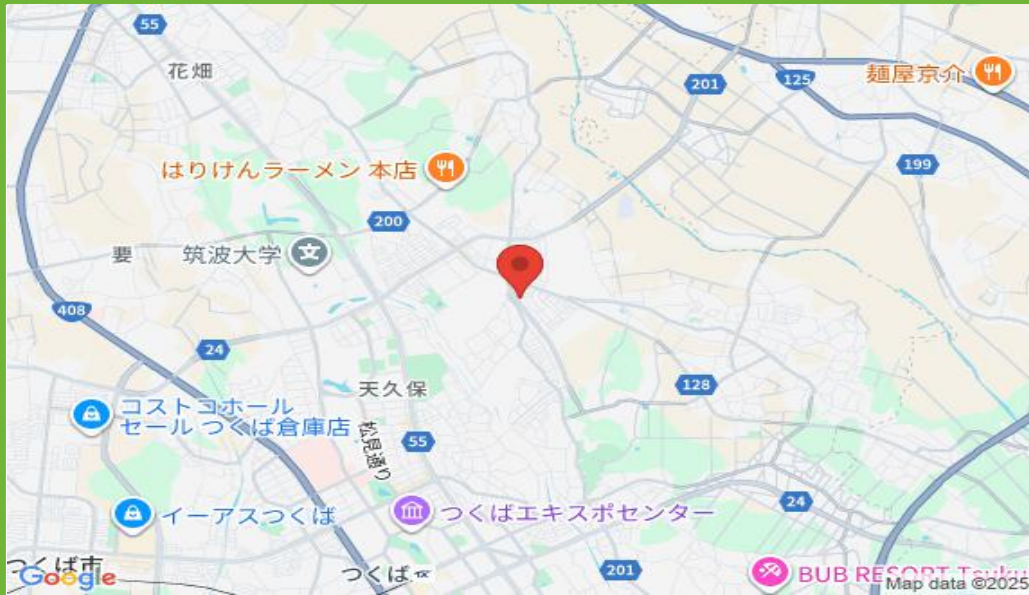 55
花畑
201
125
麺屋京介
はりけんラーメン 本店
199
200
要
筑波大学
文
408
24
天久保
128
コストコホール
セール つくば倉庫店
松見通り
55
24
イーアスつくば
つくばエキスポセンター
つくば市
つくば
201
BUB RESORT
Google
Map data ©2025